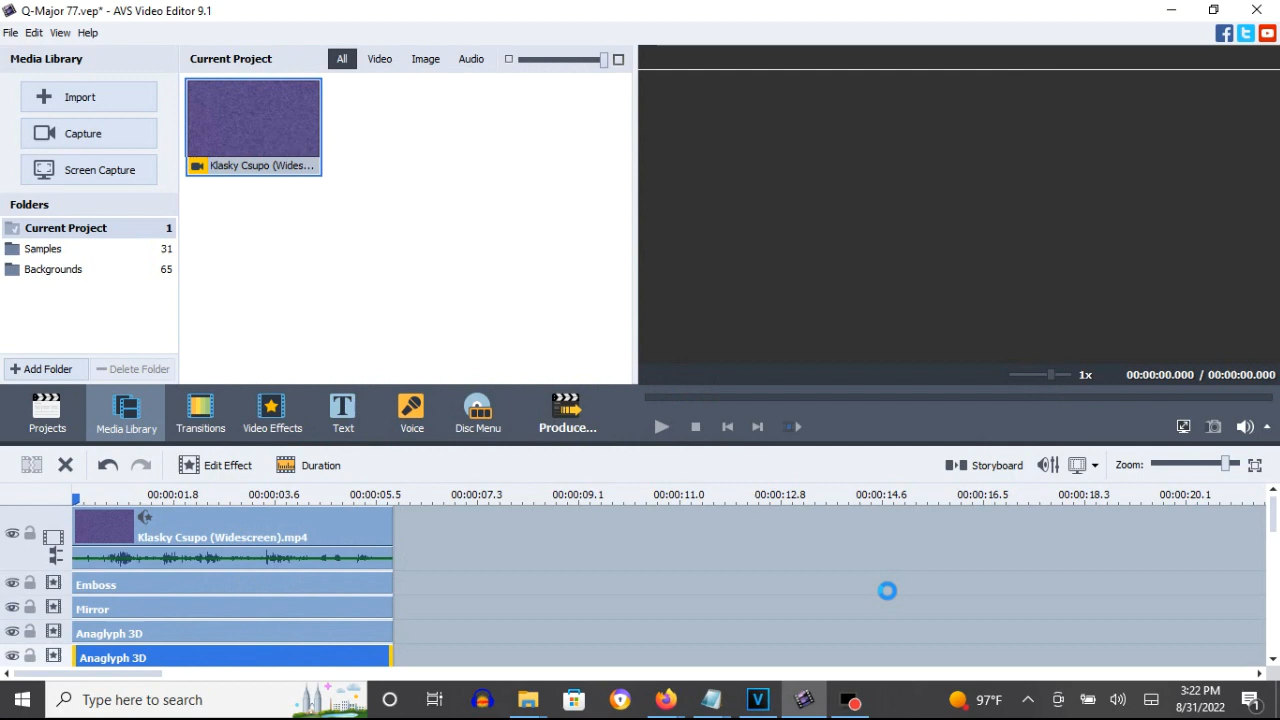 Q-Major 77.vep* - AVS Video Editor 9.1
File Edit View Help
Media Library
Current Project
All Video Image Audio
Import
Capture
Screen Capture
Klasky Csupo (Wides...
Folders
Current Project 1
Samples 31
Backgrounds 65
Add Folder Delete Folder
1x 00:00:00.000 / 00:00:00.000
Projects Media Library Transitions Video Effects Text Voice Disc Menu Produce...
Edit Effect Duration Storyboard Zoom:
00:00:01.8 00:00:03.6 00:00:05.5 00:00:07.3 00:00:09.1 00:00:11.0 00:00:12.8 00:00:14.6 00:00:16.5 00:00:18.3 00:00:20.1
Klasky Csupo (Widescreen).mp4
Emboss
Mirror
Anaglyph 3D
Anaglyph 3D
Type here to search
97°F
3:22 PM
8/31/2022